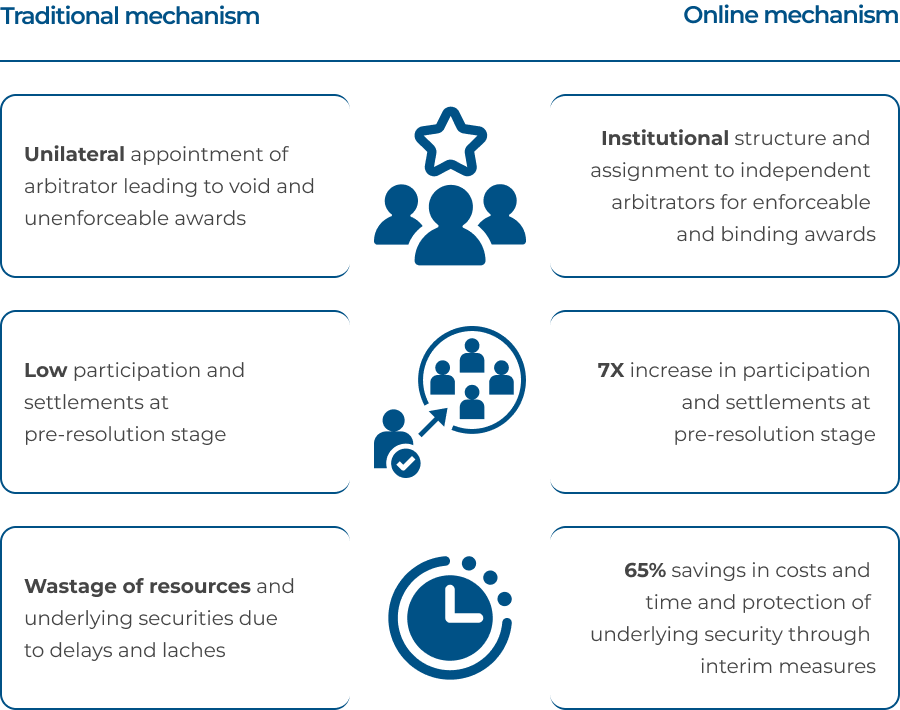 Traditional mechanism
Online mechanism
Unilateral appointment of
arbitrator leading to void and
unenforceable awards
Institutional structure and
assignment to independent
arbitrators for enforceable
and binding awards
Low participation and
settlements at
pre-resolution stage
7X increase in participation
and settlements at
pre-resolution stage
Wastage of resources and
underlying securities due
to delays and laches
65% savings in costs and
time and protection of
underlying security through
interim measures